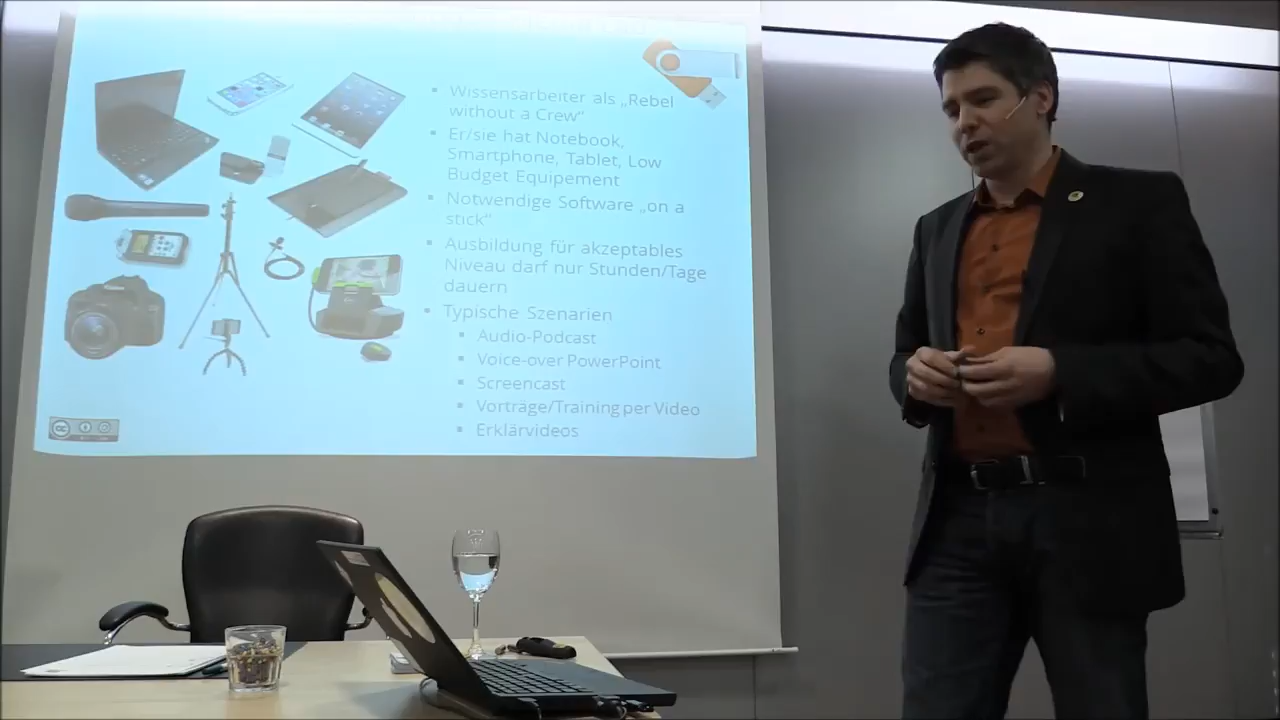 Wissensarbeiter als „Rebel
without a Crew“
Er/sie hat Notebook,
Smartphone, Tablet, Low
Budget Equipement
Notwendige Software „on a
stick“
Ausbildung für akzeptables
Niveau darf nur Stunden/Tage
dauern
Typische Szenarien
Audio-Podcast
Voice-over PowerPoint
Screencast
Vorträge/Training per Video
Erklärvideos
cc